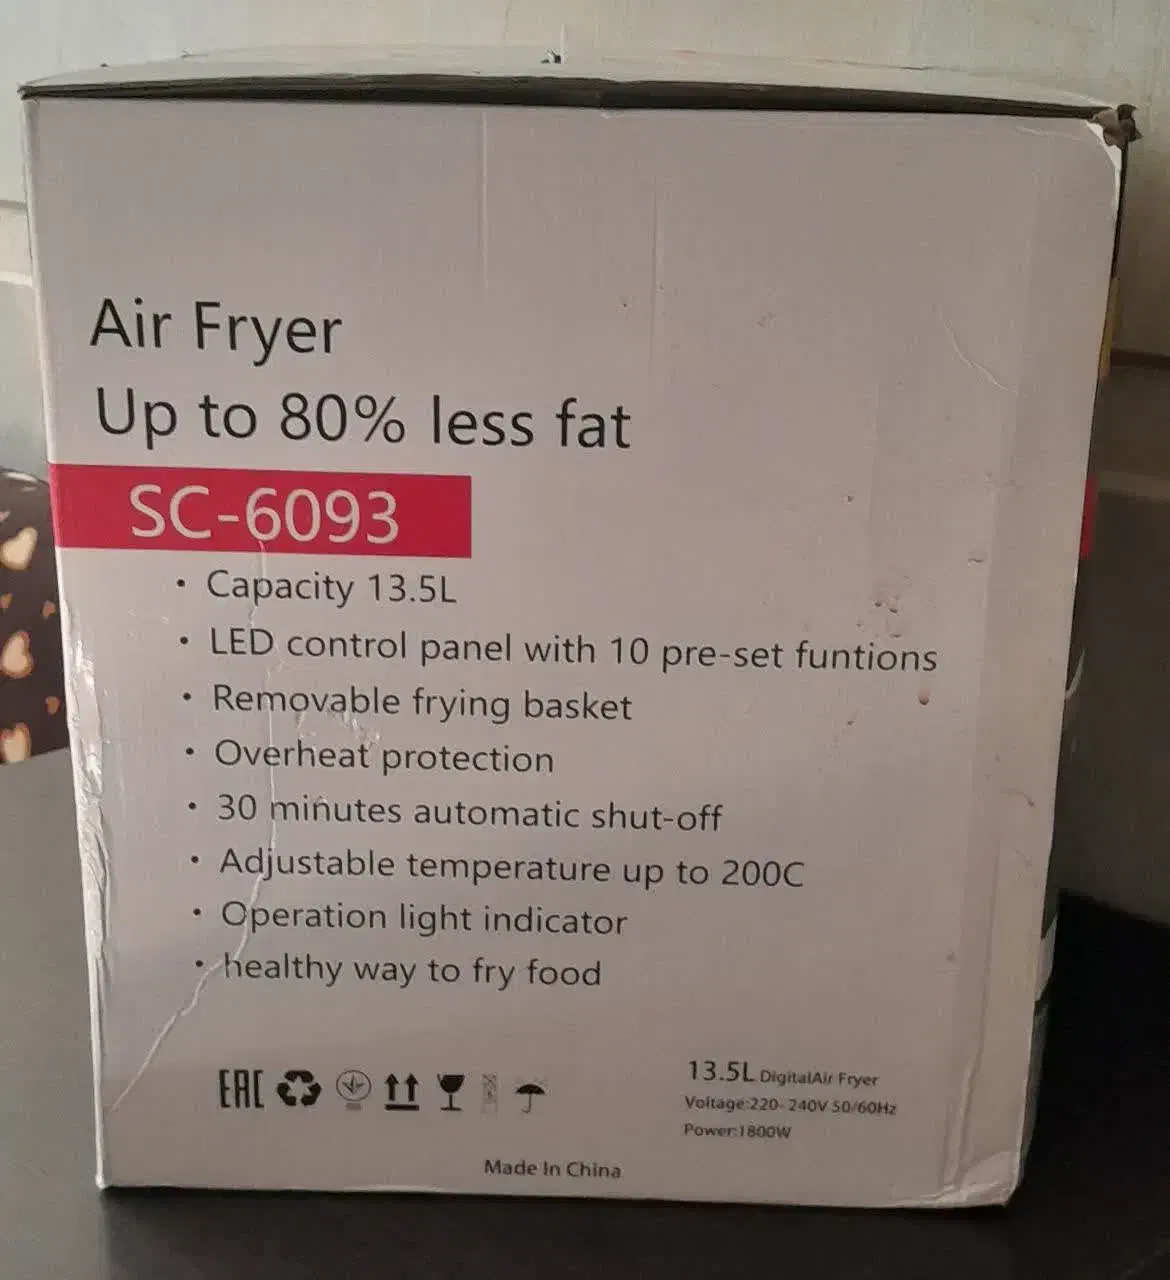 Air Fryer
Up to 80% less fat
SC-6093
• Capacity 13.5L
• LED control panel with 10 pre-set funtions
• Removable frying basket
• Overheat protection
• 30 minutes automatic shut-off
• Adjustable temperature up to 200C
• Operation light indicator
• healthy way to fry food
EAC
13.5L DigitalAir Fryer
Voltage:220- 240V 50/60Hz
Power:1800W
Made In China